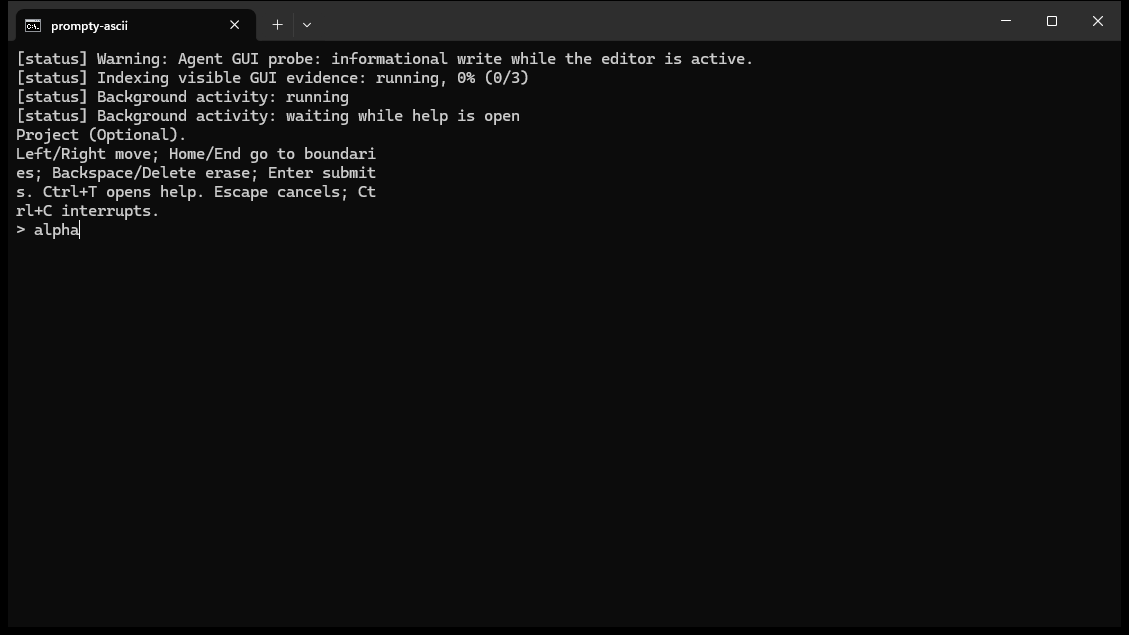 prompty-ascii
[status] Warning: Agent GUI probe: informational write while the editor is active.
[status] Indexing visible GUI evidence: running, 0% (0/3)
[status] Background activity: running
[status] Background activity: waiting while help is open
Project (Optional).
Left/Right move; Home/End go to boundari
es; Backspace/Delete erase; Enter submit
s. Ctrl+T opens help. Escape cancels; Ct
rl+C interrupts.
> alpha